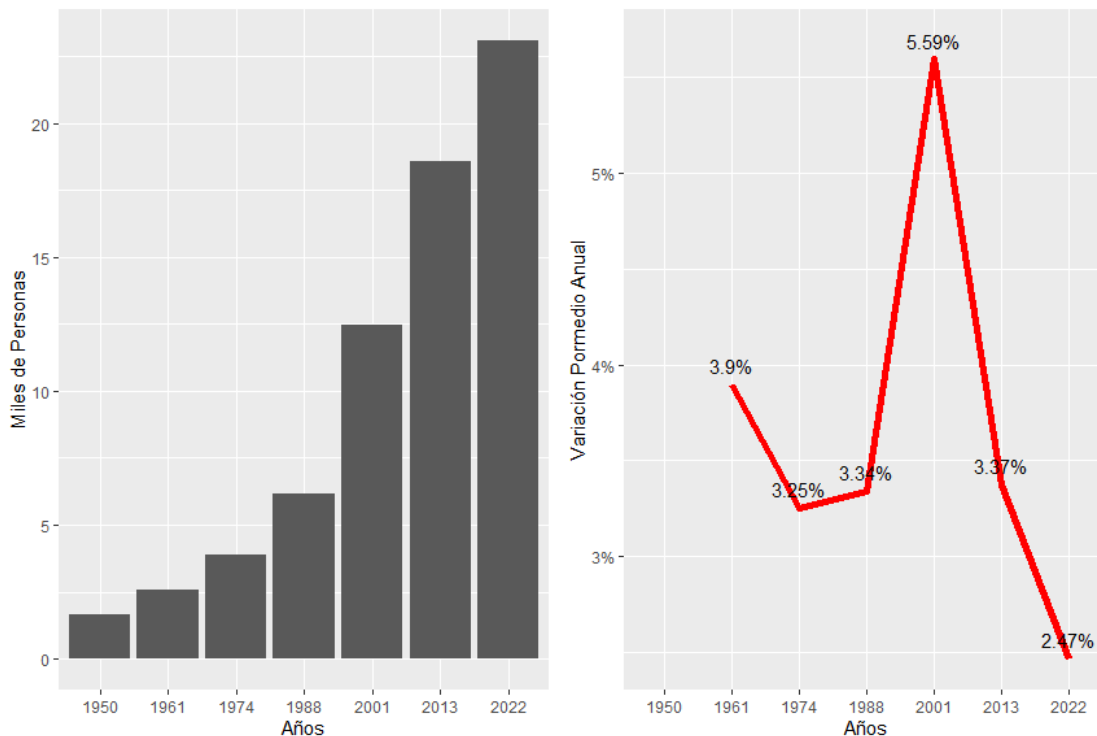 Miles de Personas
20
15
10
5
0
1950 1961 1974 1988 2001 2013 2022
Años
Variación Pormedio Anual
5%
4%
3%
3.9%
3.25%
3.34%
5.59%
3.37%
2.47%
1950 1961 1974 1988 2001 2013 2022
Años